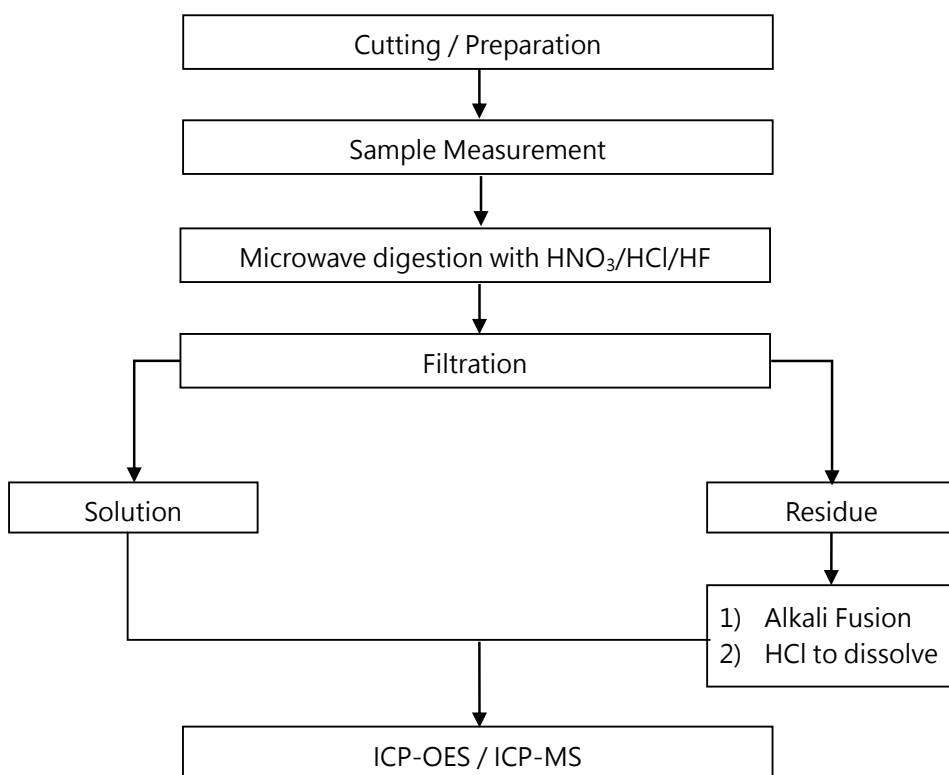 Cutting / Preparation
Sample Measurement
Microwave digestion with HNO₃/HCl/HF
Filtration
Solution
Residue
1) Alkali Fusion
2) HCl to dissolve
ICP-OES / ICP-MS